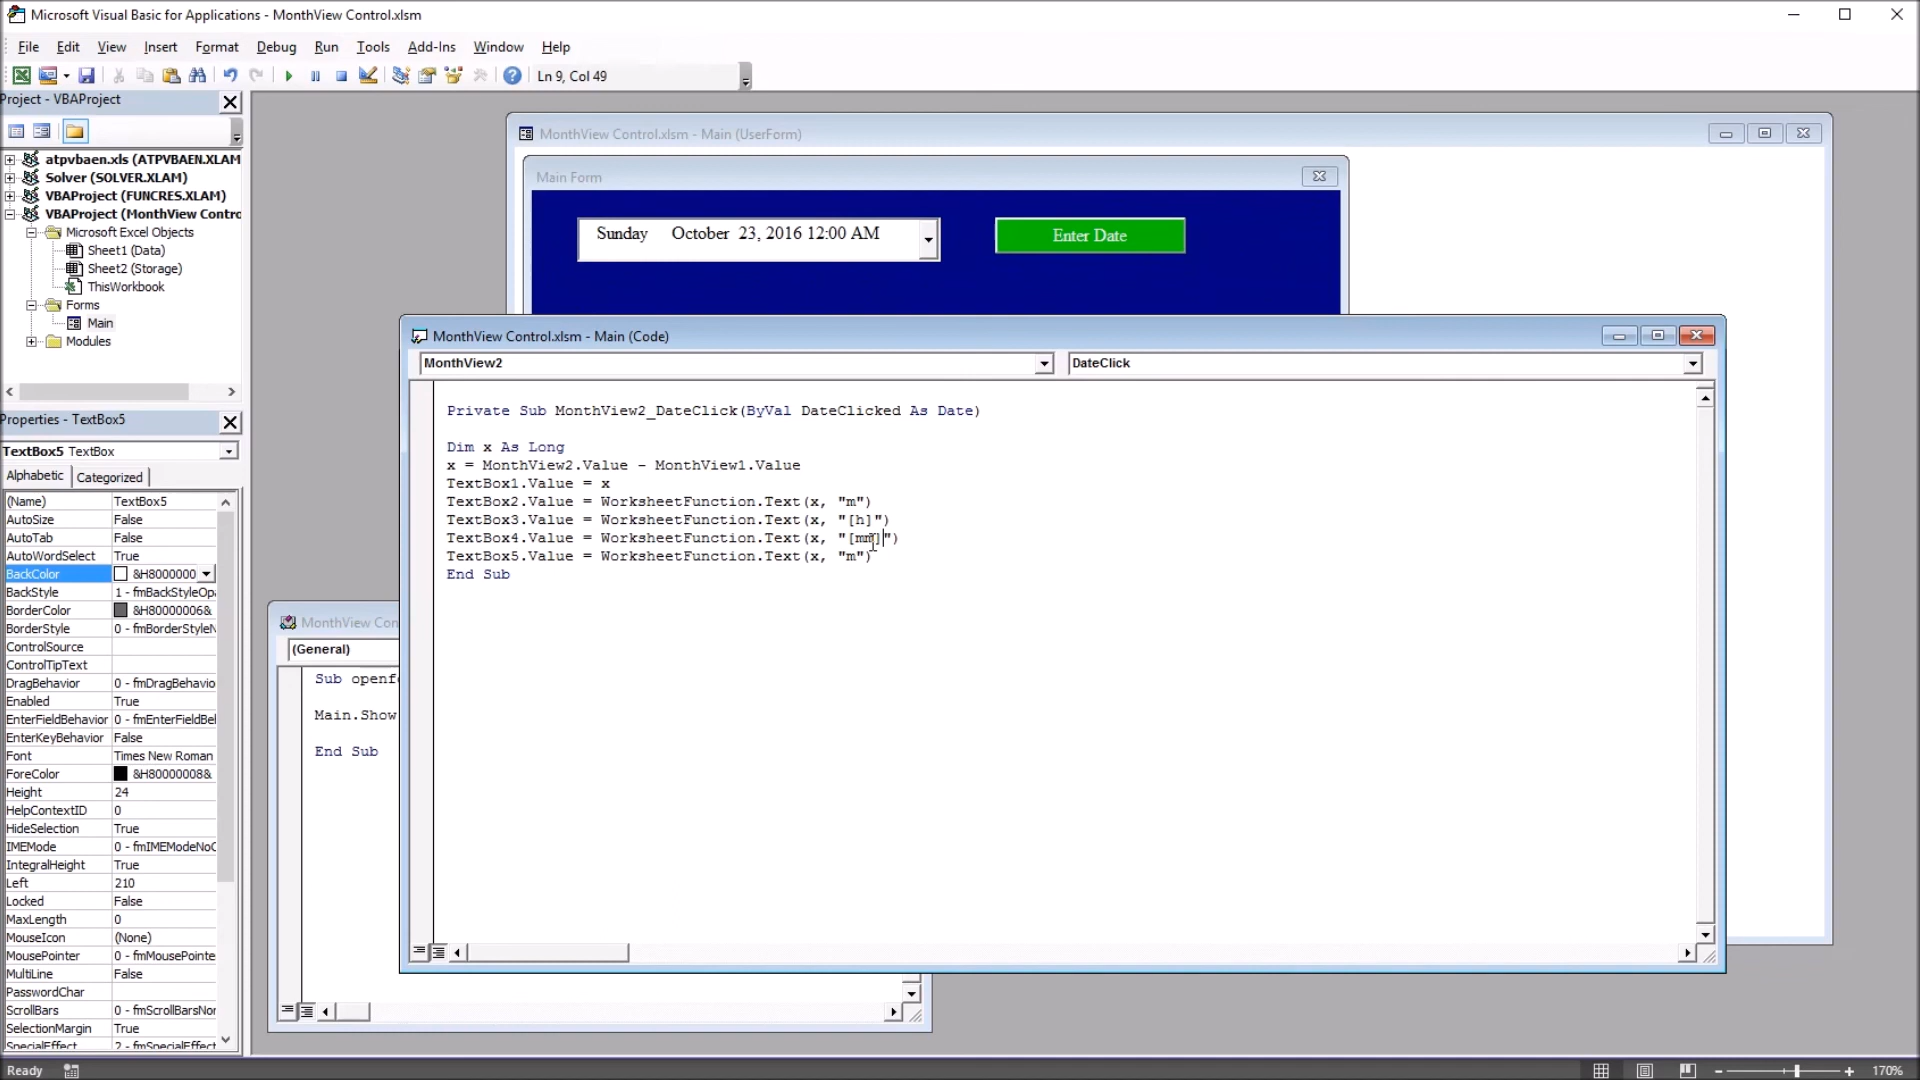 Microsoft Visual Basic for Applications - MonthView Control.xlsm
File Edit View Insert Format Debug Run Tools Add-Ins Window Help
Ln 9, Col 49
Project - VBAProject
atpvbaen.xls (ATPVBAEN.XLAM
Solver (SOLVER.XLAM)
VBAProject (FUNCRES.XLAM)
VBAProject (MonthView Contro
Microsoft Excel Objects
Sheet1 (Data)
Sheet2 (Storage)
ThisWorkbook
Forms
Main
Modules
Properties - TextBox5
TextBox5 TextBox
Alphabetic Categorized
(Name) TextBox5
AutoSize False
AutoTab False
AutoWordSelect True
BackColor &H8000000
BackStyle 1 - fmBackStyleOp
BorderColor &H80000006&
BorderStyle 0 - fmBorderStyleN
ControlSource
ControlTipText
DragBehavior 0 - fmDragBehavio
Enabled True
EnterFieldBehavior 0 - fmEnterFieldBel
EnterKeyBehavior False
Font Times New Roman
ForeColor &H80000008&
Height 24
HelpContextID 0
HideSelection True
IMEMode 0 - fmIMEModeNoC
IntegralHeight True
Left 210
Locked False
MaxLength 0
MouseIcon (None)
MousePointer 0 - fmMousePointe
MultiLine False
PasswordChar
ScrollBars 0 - fmScrollBarsNor
SelectionMargin True
SpecialEffect 2 - fmSpecialEffect
MonthView Control.xlsm - Main (UserForm)
Main Form
Sunday October 23, 2016 12:00 AM
Enter Date
MonthView Control.xlsm - Main (Code)
MonthView2 DateClick
Private Sub MonthView2_DateClick(ByVal DateClicked As Date)
Dim x As Long
x = MonthView2.Value - MonthView1.Value
TextBox1.Value = x
TextBox2.Value = WorksheetFunction.Text(x, "m")
TextBox3.Value = WorksheetFunction.Text(x, "[h]")
TextBox4.Value = WorksheetFunction.Text(x, "[mm]")
TextBox5.Value = WorksheetFunction.Text(x, "m")
End Sub
MonthView Con
(General)
Sub openfo
Main.Show
End Sub
Ready
170%